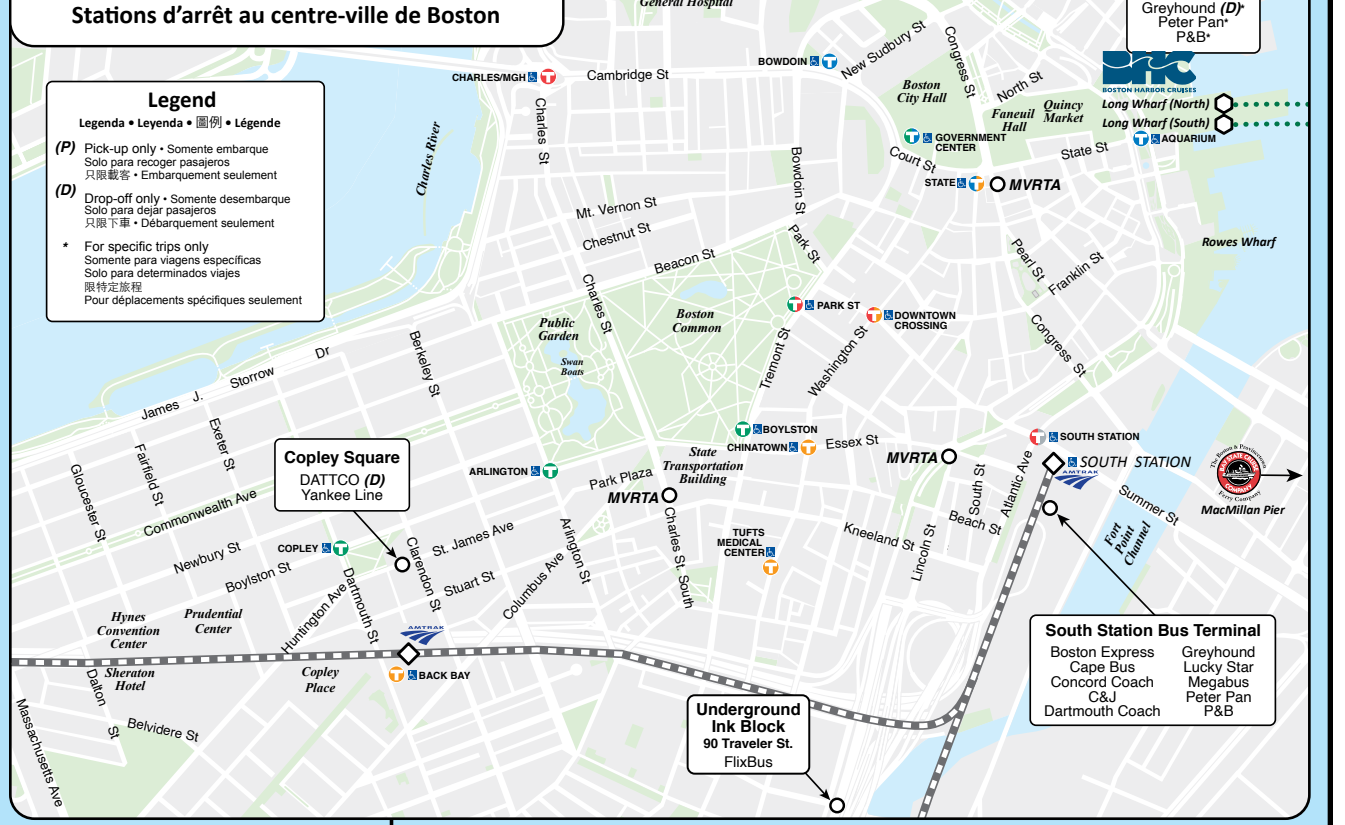 General Hospital
Stations d’arrêt au centre-ville de Boston
Greyhound (D)*
Peter Pan*
P&B*
BHC
BOSTON HARBOR CRUISES
Long Wharf (North)
Long Wharf (South)
AQUARIUM
Legend
Legenda • Leyenda • 圖例 • Légende
(P) Pick-up only • Somente embarque
Solo para recoger pasajeros
只限載客 • Embarquement seulement
(D) Drop-off only • Somente desembarque
Solo para dejar pasajeros
只限下車 • Débarquement seulement
* For specific trips only
Somente para viagens específicas
Solo para determinados viajes
限特定旅程
Pour déplacements spécifiques seulement
CHARLES/MGH
T
Cambridge St
BOWDOIN
T
New Sudbury St
Congress St
North St
Boston
City Hall
Faneuil
Hall
Quincy
Market
T
GOVERNMENT
CENTER
Court St
State St
T
STATE
T
MVRTA
Charles St
Charles River
Bowdoin St
Mt. Vernon St
Chestnut St
Beacon St
Park St
Pearl St
Franklin St
Rowes Wharf
Charles St
Public
Garden
Swan
Boats
Boston
Common
T
PARK ST
T
DOWNTOWN
CROSSING
Tremont St
Washington St
Congress St
James J. Storrow Dr
Berkeley St
Exeter St
Fairfield St
Gloucester St
Commonwealth Ave
Copley Square
DATTCO (D)
Yankee Line
ARLINGTON
T
T
BOYLSTON
CHINATOWN
T
Essex St
State
Transportation
Building
Park Plaza
MVRTA
MVRTA
T
SOUTH STATION
SOUTH STATION
AMTRAK
South St
Atlantic Ave
Summer St
Fort
Point
Channel
The Boston & Provincetown
BAY STATE CRUISE
COMPANY
Ferry Company
MacMillan Pier
Beach St
Kneeland St
Lincoln St
TUFTS
MEDICAL
CENTER
T
Charles St. South
Arlington St
Columbus Ave
St. James Ave
Stuart St
Clarendon St
COPLEY
T
Newbury St
Boylston St
Dartmouth St
Huntington Ave
Hynes
Convention
Center
Prudential
Center
AMTRAK
Sheraton
Hotel
Copley
Place
T
BACK BAY
Dalton St
Belvidere St
Massachusetts Ave
Underground
Ink Block
90 Traveler St.
FlixBus
South Station Bus Terminal
Boston Express
Cape Bus
Concord Coach
C&J
Dartmouth Coach
Greyhound
Lucky Star
Megabus
Peter Pan
P&B